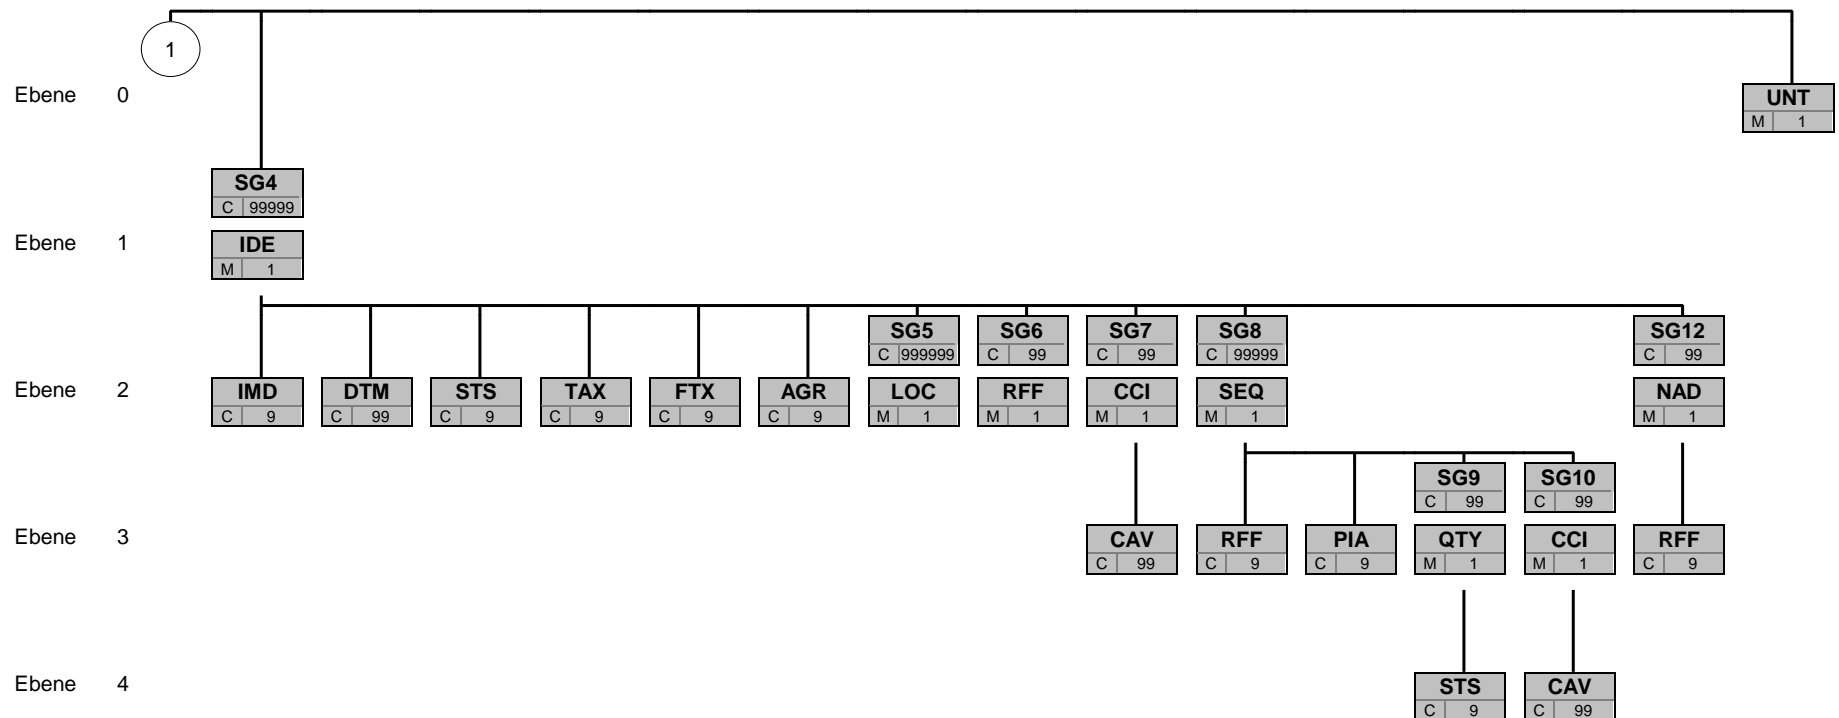 1
Ebene 0
UNT
M 1
SG4
C 99999
Ebene 1
IDE
M 1
SG5 SG6 SG7 SG8 SG12
C 999999 C 99 C 99 C 99999 C 99
Ebene 2
IMD DTM STS TAX FTX AGR LOC RFF CCI SEQ NAD
C 9 C 99 C 9 C 9 C 9 C 9 M 1 M 1 M 1 M 1 M 1
SG9 SG10
C 99 C 99
Ebene 3
CAV RFF PIA QTY CCI RFF
C 99 C 9 C 9 M 1 M 1 C 9
Ebene 4
STS CAV
C 9 C 99